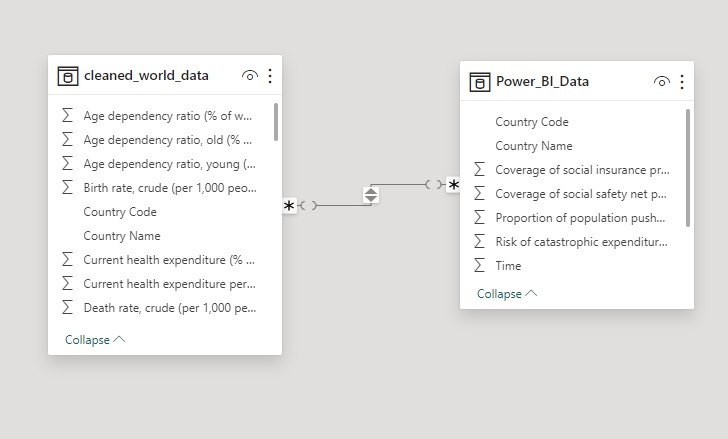 cleaned_world_data
Age dependency ratio (% of w...
Age dependency ratio, old (% ...
Age dependency ratio, young (...
Birth rate, crude (per 1,000 peo...
Country Code
Country Name
Current health expenditure (% ...
Current health expenditure per...
Death rate, crude (per 1,000 pe...
Collapse
Power_BI_Data
Country Code
Country Name
Coverage of social insurance pr...
Coverage of social safety net p...
Proportion of population push...
Risk of catastrophic expenditur...
Time
Collapse